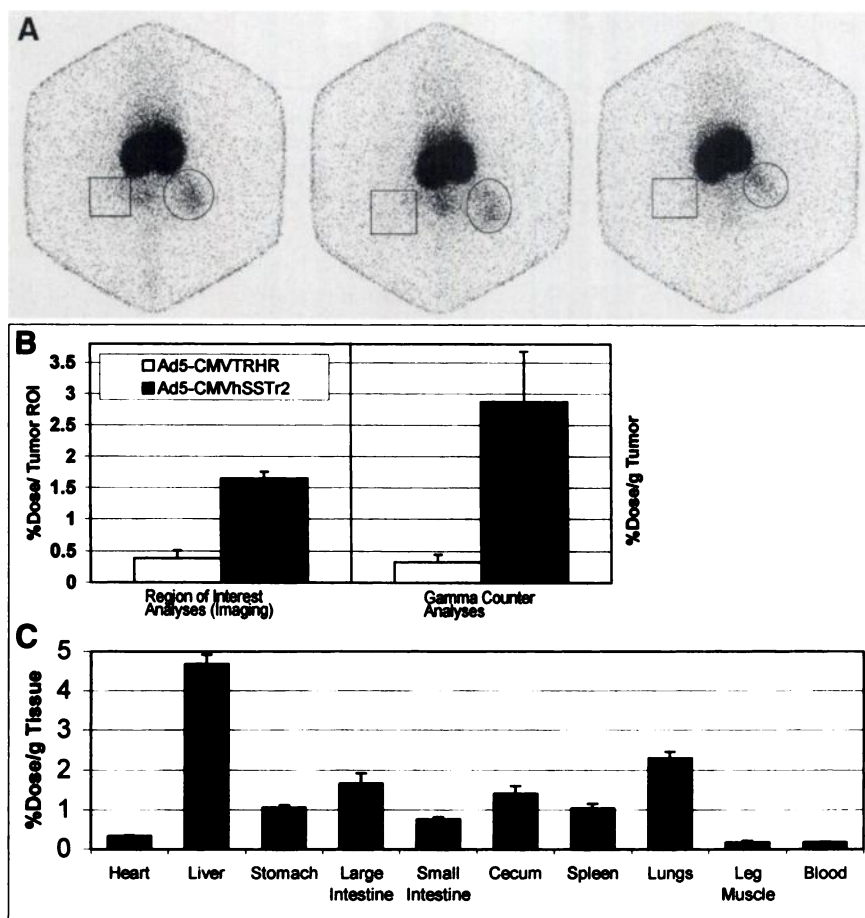 A
B
□Ad5-CMVTRHR
■Ad5-CMVhSSTr2
%Dose/ Tumor ROI
3.5
3
2.5
2
1.5
1
0.5
0
%Dose/g Tumor
Region of Interest
Analyses (Imaging)
Gamma Counter
Analyses
C
%Dose/g Tissue
5
4
3
2
1
0
Heart
Liver
Stomach
Large
Intestine
Small
Intestine
Cecum
Spleen
Lungs
Leg
Muscle
Blood